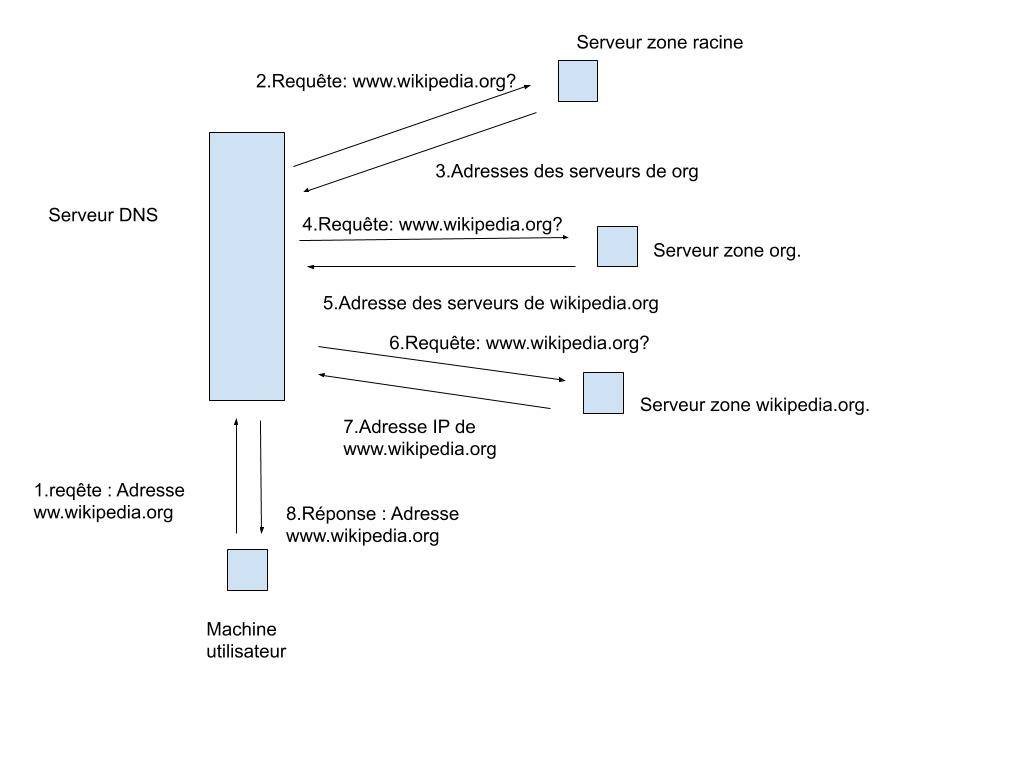 Serveur zone racine
2.Requête: www.wikipedia.org?
3.Adresses des serveurs de org
Serveur DNS
4.Requête: www.wikipedia.org?
Serveur zone org.
5.Adresse des serveurs de wikipedia.org
6.Requête: www.wikipedia.org?
Serveur zone wikipedia.org.
7.Adresse IP de
www.wikipedia.org
1.reqête : Adresse
ww.wikipedia.org
8.Réponse : Adresse
www.wikipedia.org
Machine
utilisateur